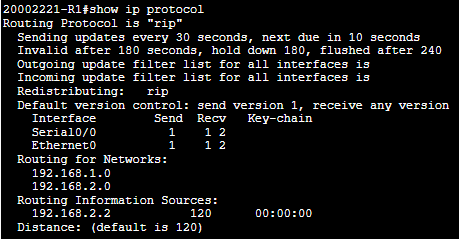 20002221-R1#show ip protocol
Routing Protocol is "rip"
  Sending updates every 30 seconds, next due in 10 seconds
  Invalid after 180 seconds, hold down 180, flushed after 240
  Outgoing update filter list for all interfaces is
  Incoming update filter list for all interfaces is
  Redistributing:   rip
  Default version control: send version 1, receive any version
    Interface        Send  Recv   Key-chain
    Serial0/0          1    1 2
    Ethernet0          1    1 2
  Routing for Networks:
    192.168.1.0
    192.168.2.0
  Routing Information Sources:
    192.168.2.2           120      00:00:00
  Distance: (default is 120)